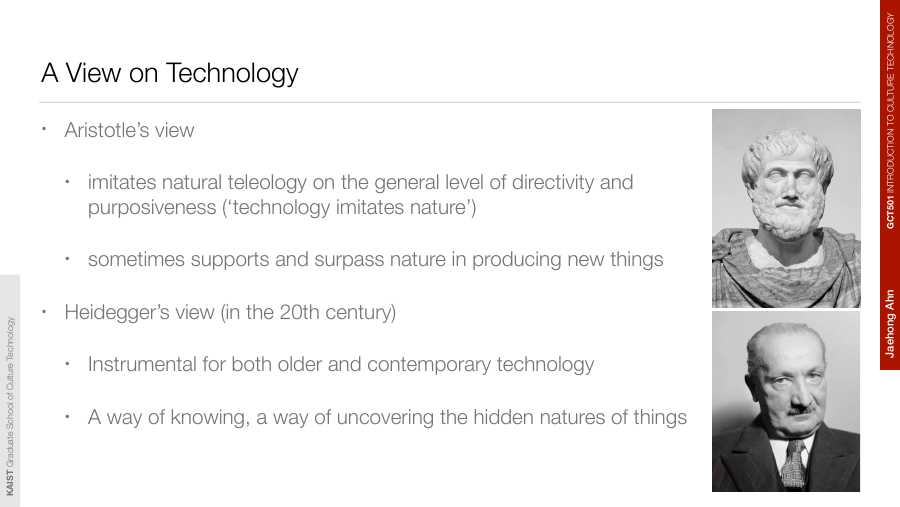 A View on Technology
• Aristotle’s view
• imitates natural teleology on the general level of directivity and
purposiveness (‘technology imitates nature’)
• sometimes supports and surpass nature in producing new things
• Heidegger’s view (in the 20th century)
• Instrumental for both older and contemporary technology
• A way of knowing, a way of uncovering the hidden natures of things
KAIST Graduate School of Culture Technology
GCT501 INTRODUCTION TO CULTURE TECHNOLOGY
Jaehong Ahn